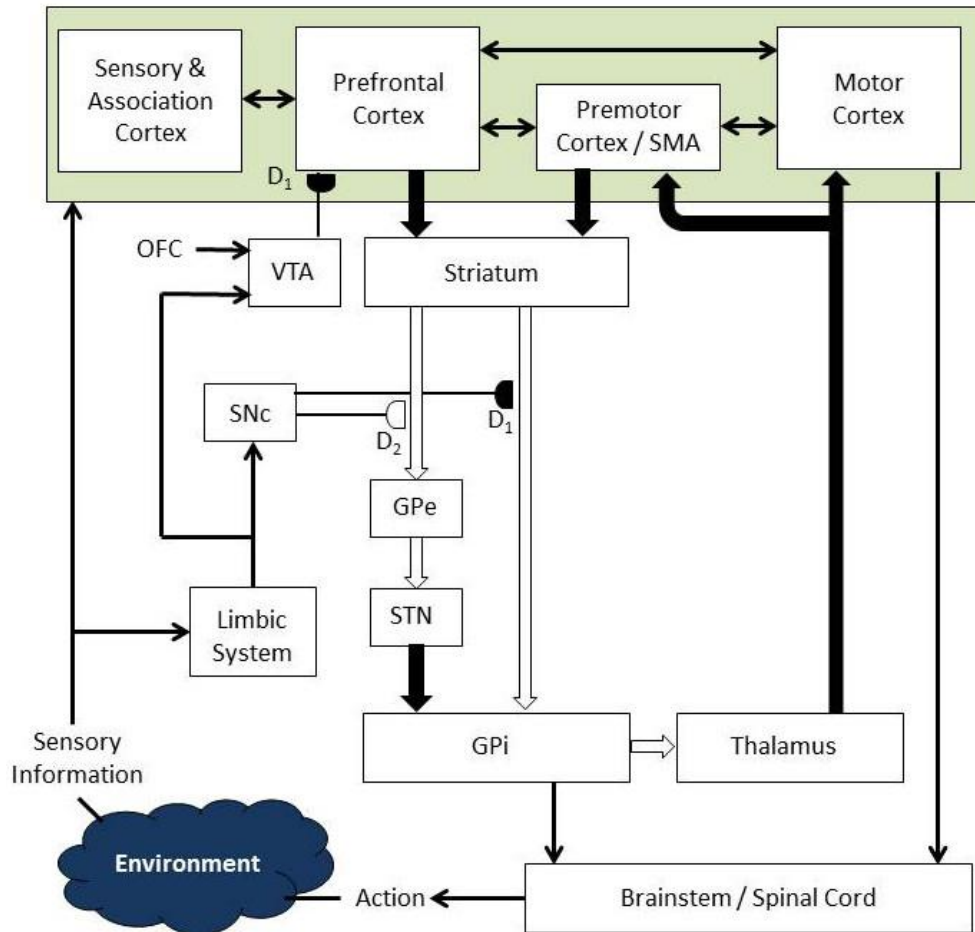 Sensory &
Association
Cortex
Prefrontal
Cortex
Premotor
Cortex / SMA
Motor
Cortex
D₁
OFC
VTA
Striatum
SNc
D₂
D₁
GPe
STN
Limbic
System
GPi
Thalamus
Sensory
Information
Environment
Action
Brainstem / Spinal Cord